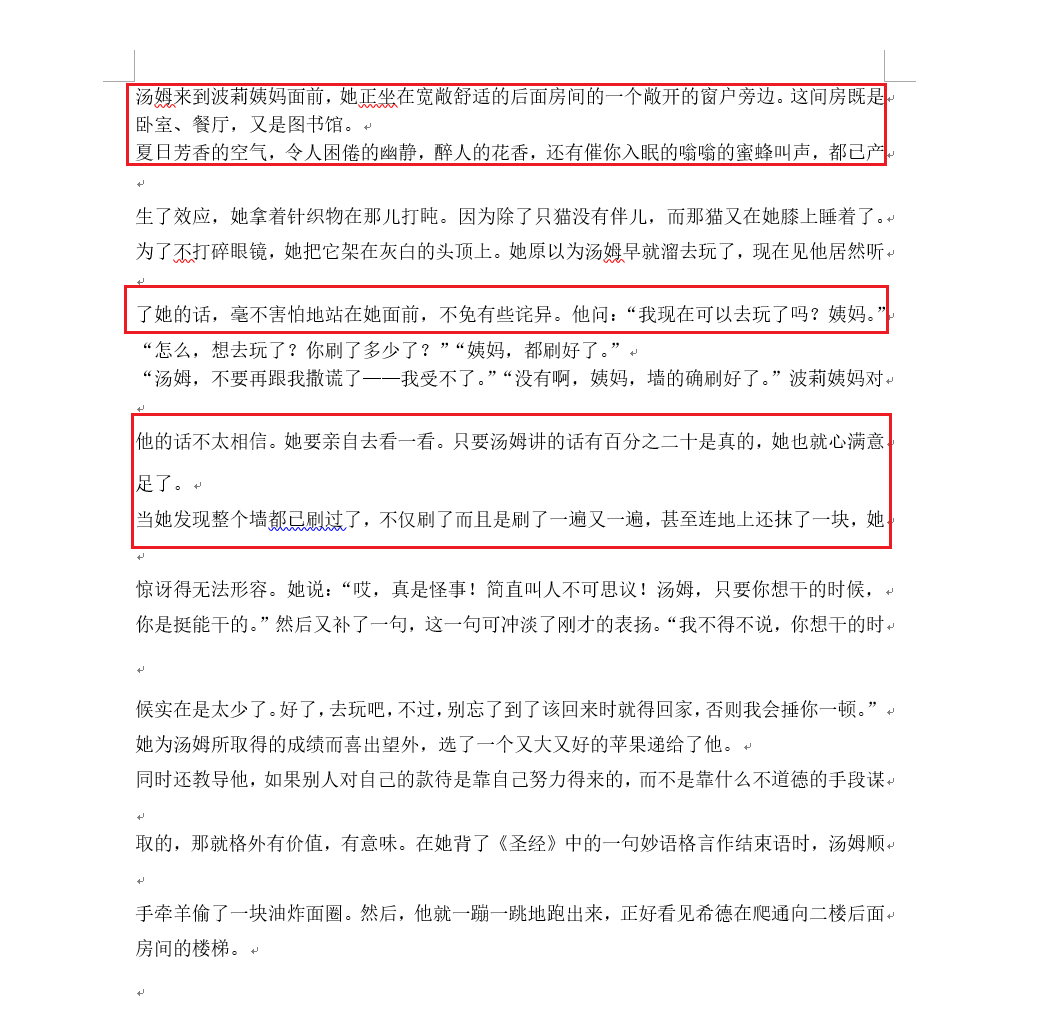 汤姆来到波莉姨妈面前，她正坐在宽敞舒适的后面房间的一个敞开的窗户旁边。这间房既是
卧室、餐厅，又是图书馆。
夏日芳香的空气，令人困倦的幽静，醉人的花香，还有催你入眠的嗡嗡的蜜蜂叫声，都已产
生了效应，她拿着针织物在那儿打盹。因为除了只猫没有伴儿，而那猫又在她膝上睡着了。
为了不打碎眼镜，她把它架在灰白的头顶上。她原以为汤姆早就溜去玩了，现在见他居然听
了她的话，毫不害怕地站在她面前，不免有些诧异。他问：“我现在可以去玩了吗？姨妈。”
“怎么，想去玩了？你刷了多少了？”“姨妈，都刷好了。”
“汤姆，不要再跟我撒谎了——我受不了。”“没有啊，姨妈，墙的确刷好了。”波莉姨妈对
他的话不太相信。她要亲自去看一看。只要汤姆讲的话有百分之二十是真的，她也就心满意
足了。
当她发现整个墙都已刷过了，不仅刷了而且是刷了一遍又一遍，甚至连地上还抹了一块，她
惊讶得无法形容。她说：“哎，真是怪事！简直叫人不可思议！汤姆，只要你想干的时候，
你是挺能干的。”然后又补了一句，这一句可冲淡了刚才的表扬。“我不得不说，你想干的时
候实在是太少了。好了，去玩吧，不过，别忘了到了该回来时就得回家，否则我会捶你一顿。”
她为汤姆所取得的成绩而喜出望外，选了一个又大又好的苹果递给了他。
同时还教导他，如果别人对自己的款待是靠自己努力得来的，而不是靠什么不道德的手段谋
取的，那就格外有价值，有意味。在她背了《圣经》中的一句妙语格言作结束语时，汤姆顺
手牵羊偷了一块油炸面圈。然后，他就一蹦一跳地跑出来，正好看见希德在爬通向二楼后面
房间的楼梯。